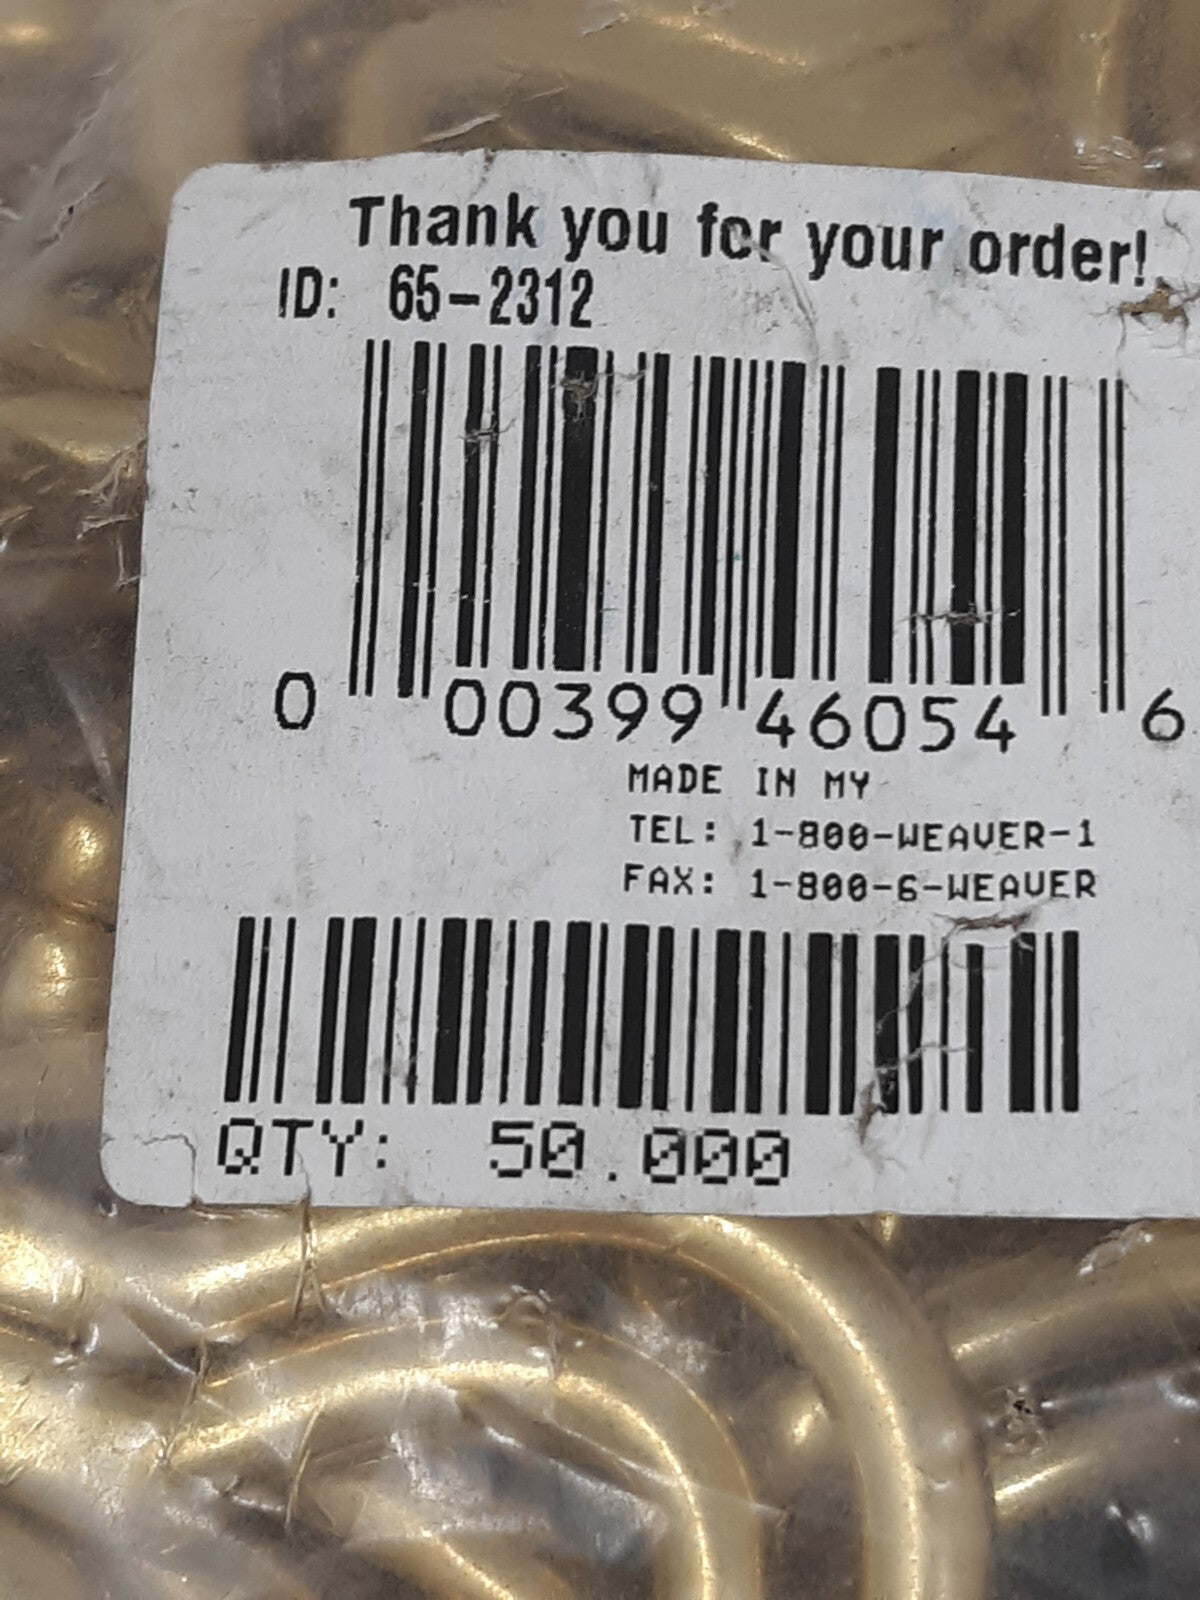 Thank you for your order!
ID: 65-2312
0 00399 46054 6
MADE IN MY
TEL: 1-800-WEAVER-1
FAX: 1-800-6-WEAVER
QTY: 50.000